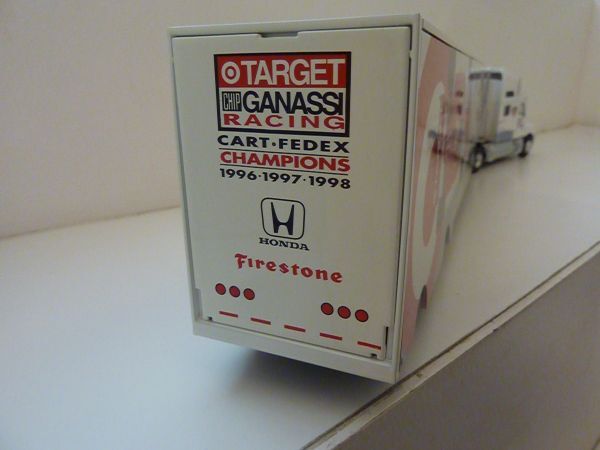 TARGET
CHIP GANASSI
RACING
CART·FEDEX
CHAMPIONS
1996·1997·1998
HONDA
Firestone